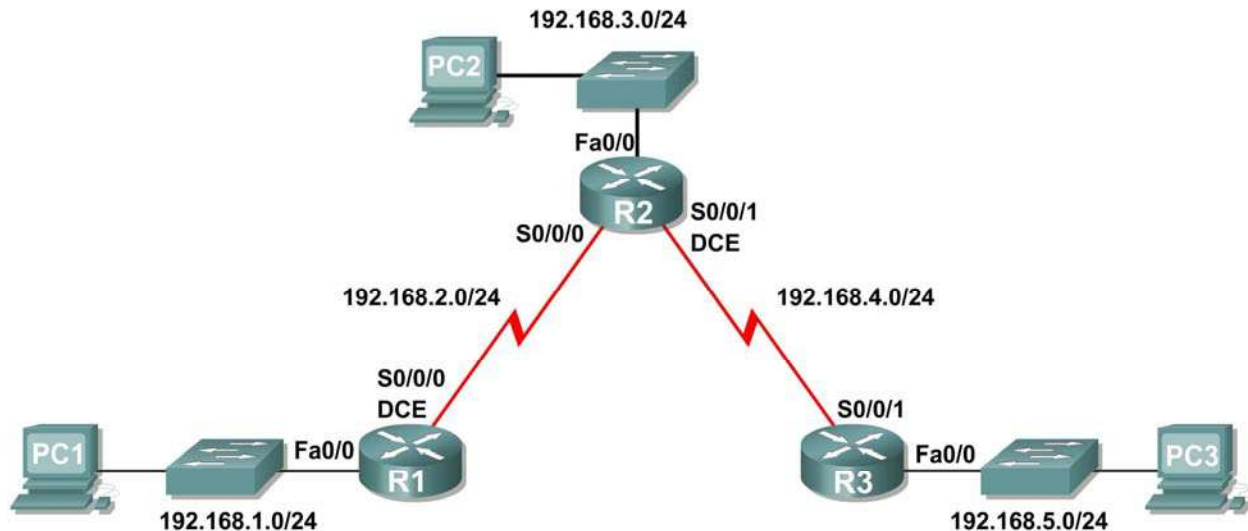 192.168.3.0/24
PC2
Fa0/0
R2
S0/0/1
DCE
S0/0/0
192.168.2.0/24
192.168.4.0/24
S0/0/0
DCE
S0/0/1
PC1
Fa0/0
R1
R3
Fa0/0
PC3
192.168.1.0/24
192.168.5.0/24